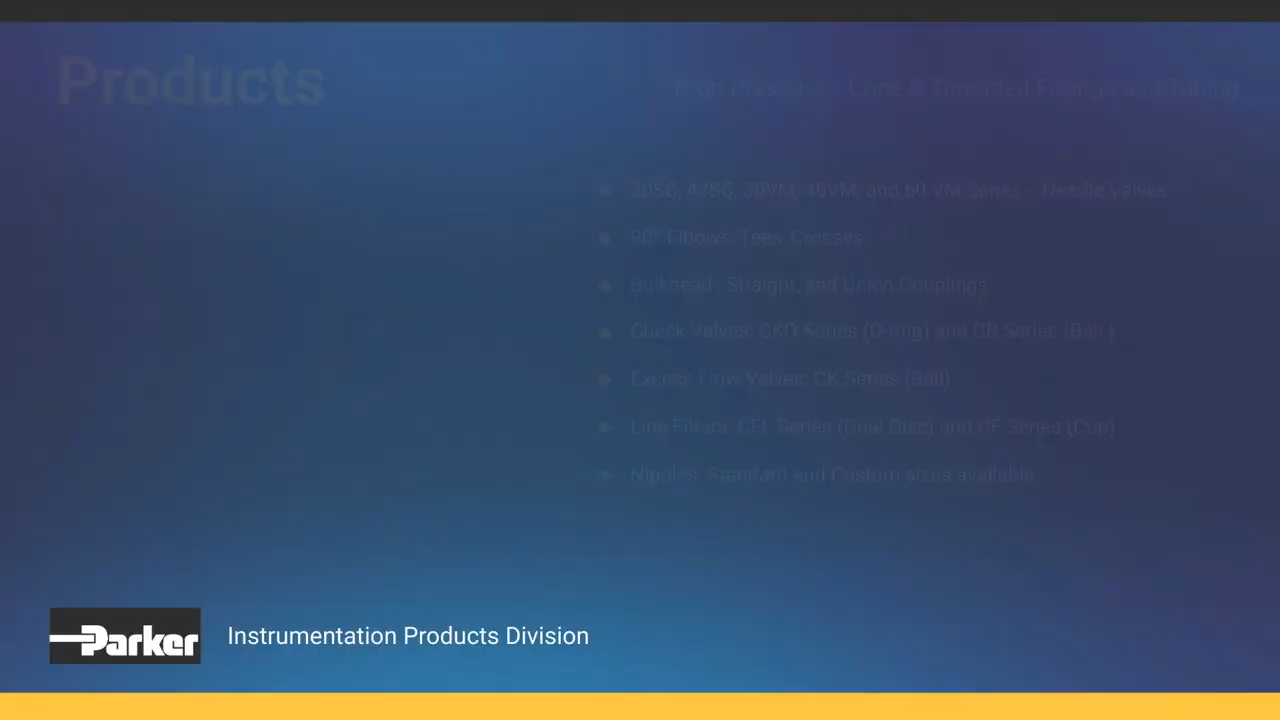 Products
High Pressure - Cone & Threaded Fittings and Tubing
20SC, 43SC, 30VM, 40VM, and 60 VM Series - Needle Valves
90° Elbows, Tees, Crosses
Bulkhead, Straight, and Union Couplings
Check Valves: CKO Series (O-ring) and CB Series (Ball)
Excess Flow Valves: CK Series (Ball)
Line Filters: CFL Series (Dual Disc) and CF Series (Cup)
Nipples: Standard and Custom sizes available
Parker
Instrumentation Products Division